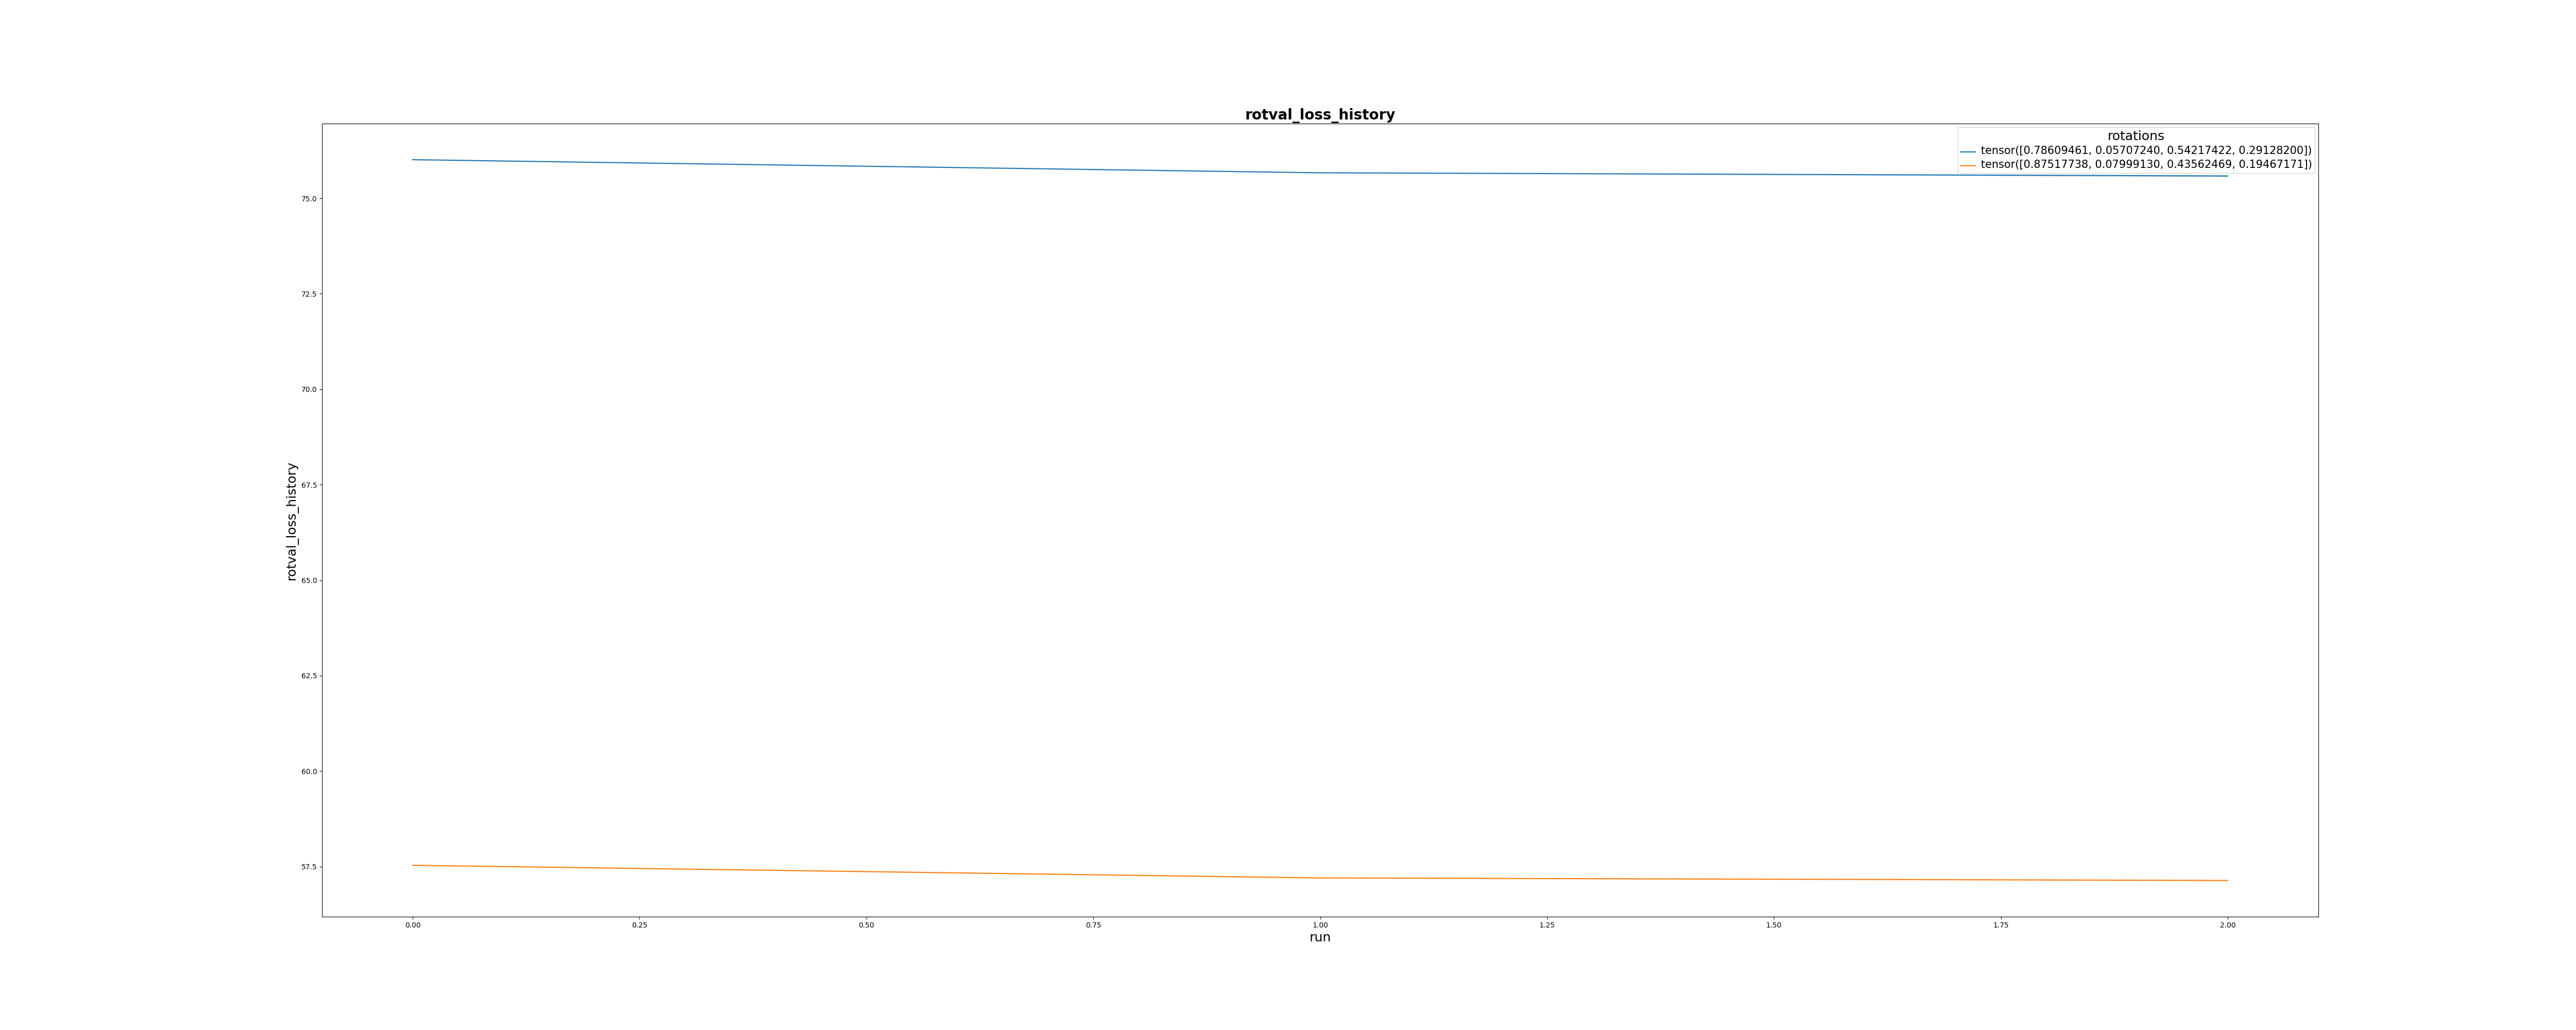 rotval_loss_history
rotations
tensor([0.78609461, 0.05707240, 0.54217422, 0.29128200])
tensor([0.87517738, 0.07999130, 0.43562469, 0.19467171])
75.0
72.5
70.0
67.5
65.0
62.5
60.0
57.5
rotval_loss_history
0.00 0.25 0.50 0.75 1.00 1.25 1.50 1.75 2.00
run